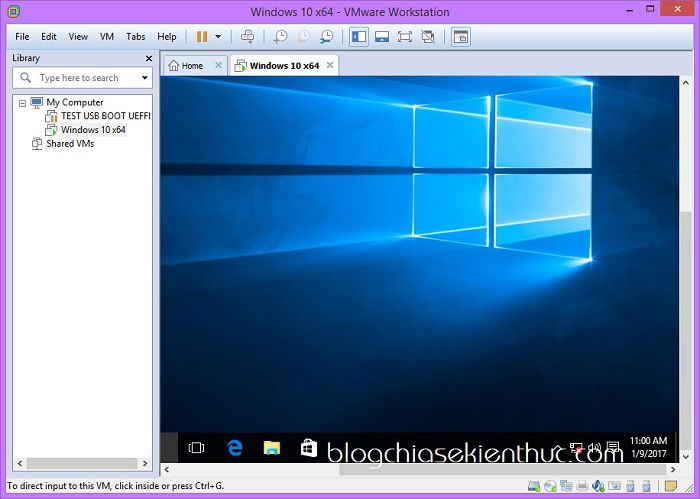 Windows 10 x64 - VMware Workstation
File Edit View VM Tabs Help
Library
Type here to search
My Computer
TEST USB BOOT UEFFI
Windows 10 x64
Shared VMs
Home
Windows 10 x64
blogchiasekienthuc.com
11:00 AM
1/9/2017
To direct input to this VM, click inside or press Ctrl+G.